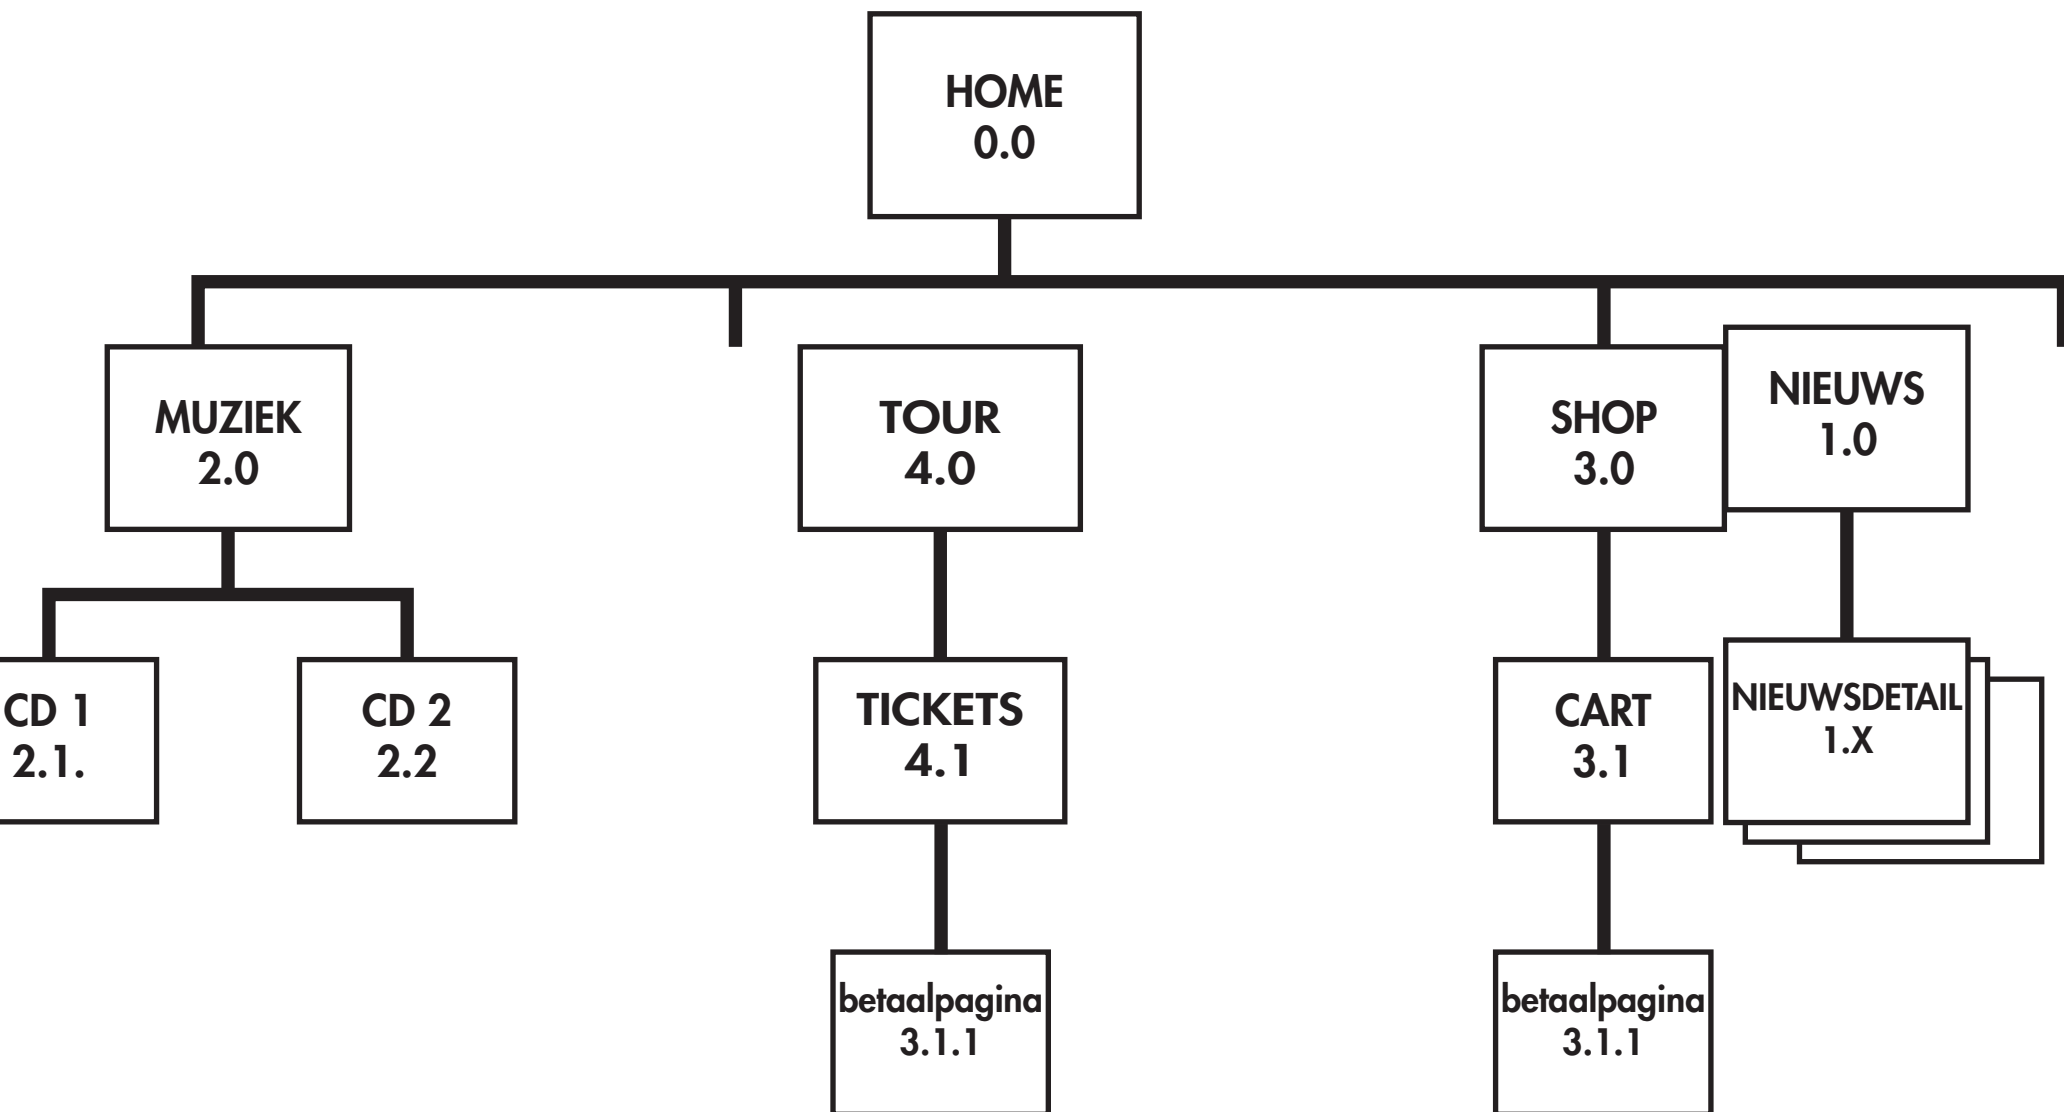 HOME
0.0
MUZIEK
2.0
TOUR
4.0
SHOP
3.0
NIEUWS
1.0
CD 1
2.1.
CD 2
2.2
TICKETS
4.1
CART
3.1
NIEUWSDETAIL
1.X
betaalpagina
3.1.1
betaalpagina
3.1.1